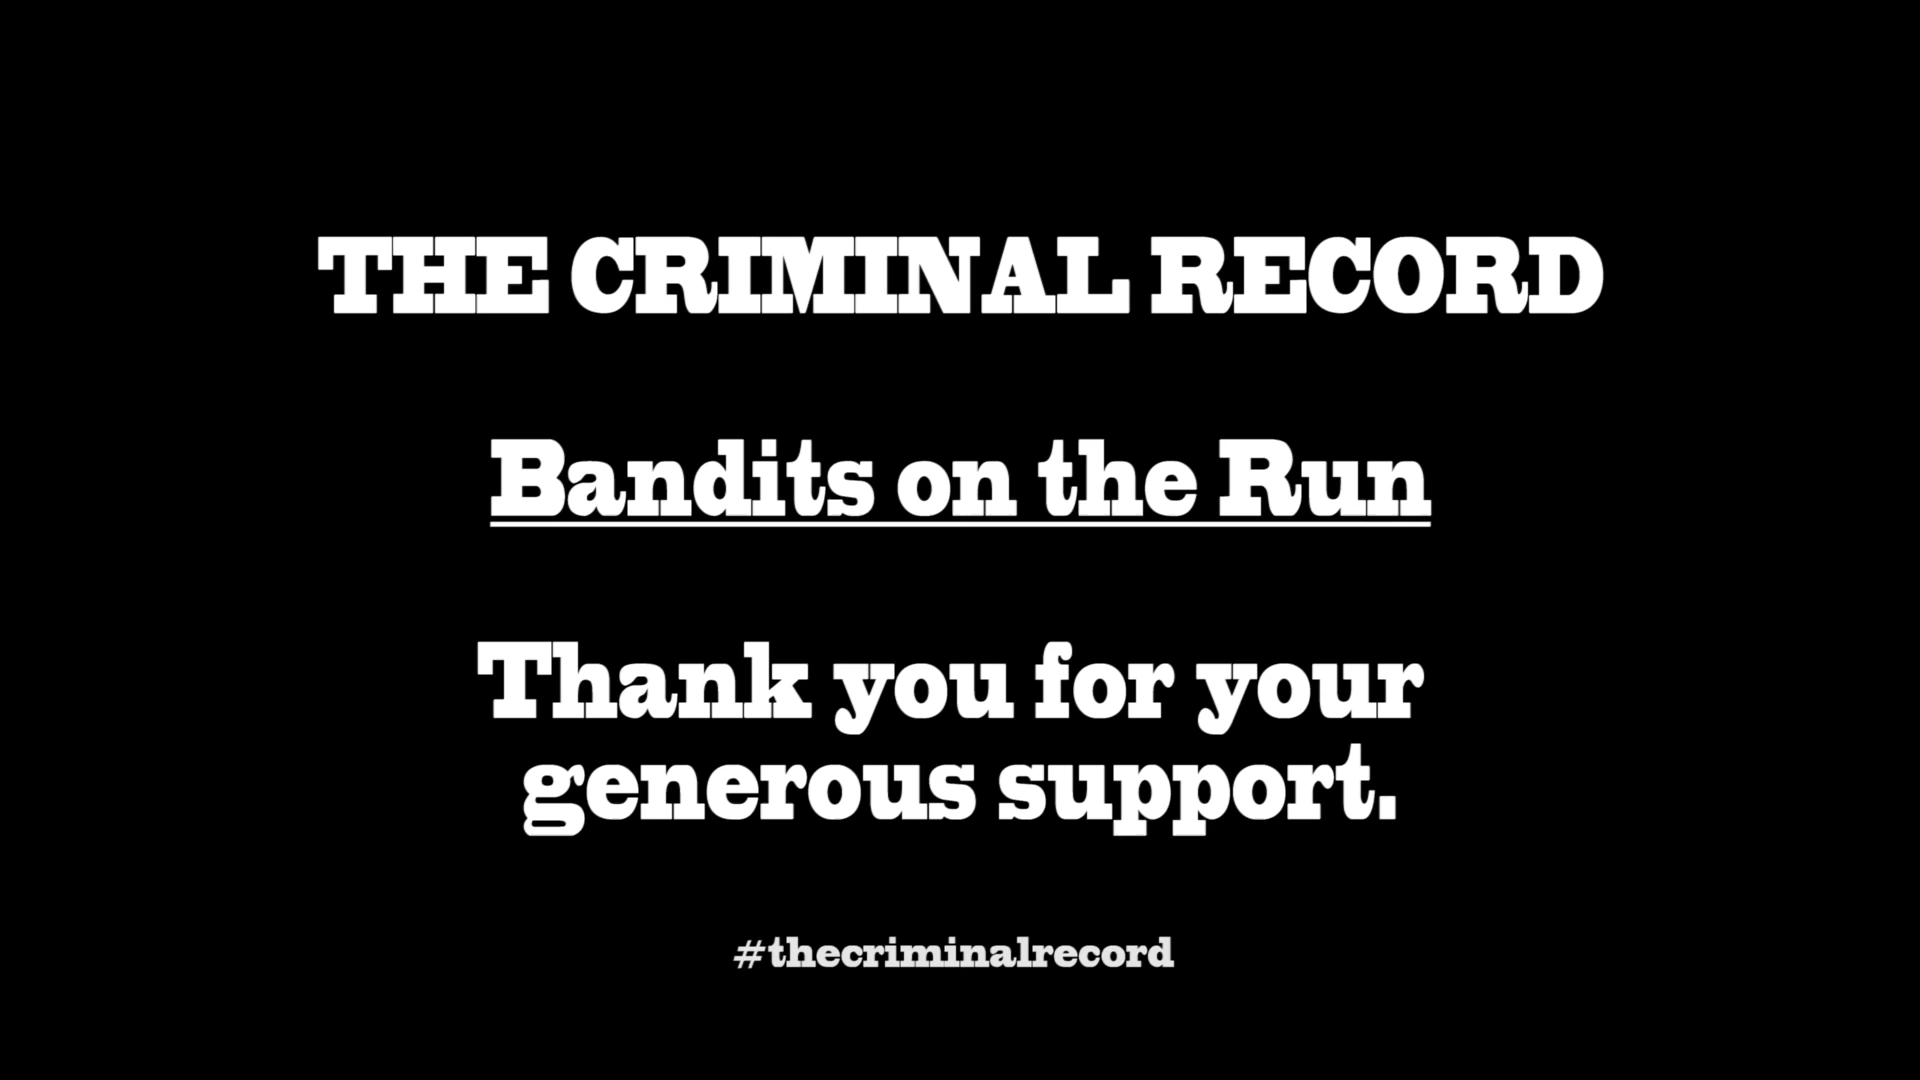 THE CRIMINAL RECORD
Bandits on the Run
Thank you for your
generous support.
#thecriminalrecord